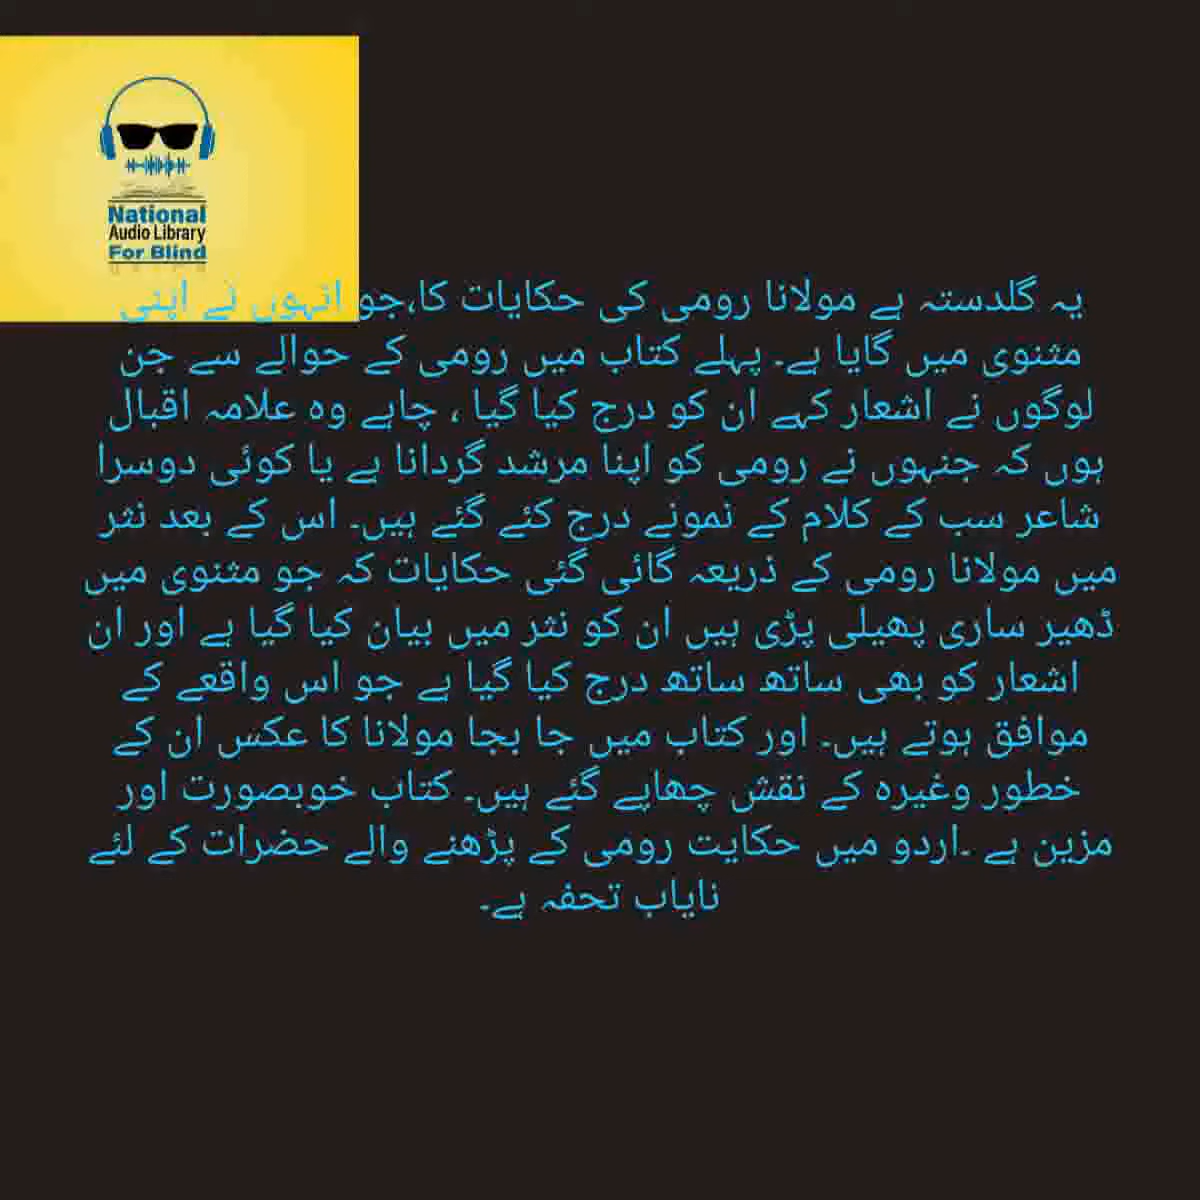 National
Audio Library
For Blind
یہ گلدستہ ہے مولانا رومی کی حکایات کا،جو انہوں نے اپنی
مثنوی میں گایا ہے۔ پہلے کتاب میں رومی کے حوالے سے جن
لوگوں نے اشعار کہے ان کو درج کیا گیا ، چاہے وہ علامہ اقبال
ہوں کہ جنہوں نے رومی کو اپنا مرشد گردانا ہے یا کوئی دوسرا
شاعر سب کے کلام کے نمونے درج کئے گئے ہیں۔ اس کے بعد نثر
میں مولانا رومی کے ذریعہ گائی گئی حکایات کہ جو مثنوی میں
ڈھیر ساری پھیلی پڑی ہیں ان کو نثر میں بیان کیا گیا ہے اور ان
اشعار کو بھی ساتھ ساتھ درج کیا گیا ہے جو اس واقعے کے
موافق ہوتے ہیں۔ اور کتاب میں جا بجا مولانا کا عکس ان کے
خطور وغیرہ کے نقش چھاپے گئے ہیں۔ کتاب خوبصورت اور
مزین ہے ۔اردو میں حکایت رومی کے پڑھنے والے حضرات کے لئے
نایاب تحفہ ہے۔